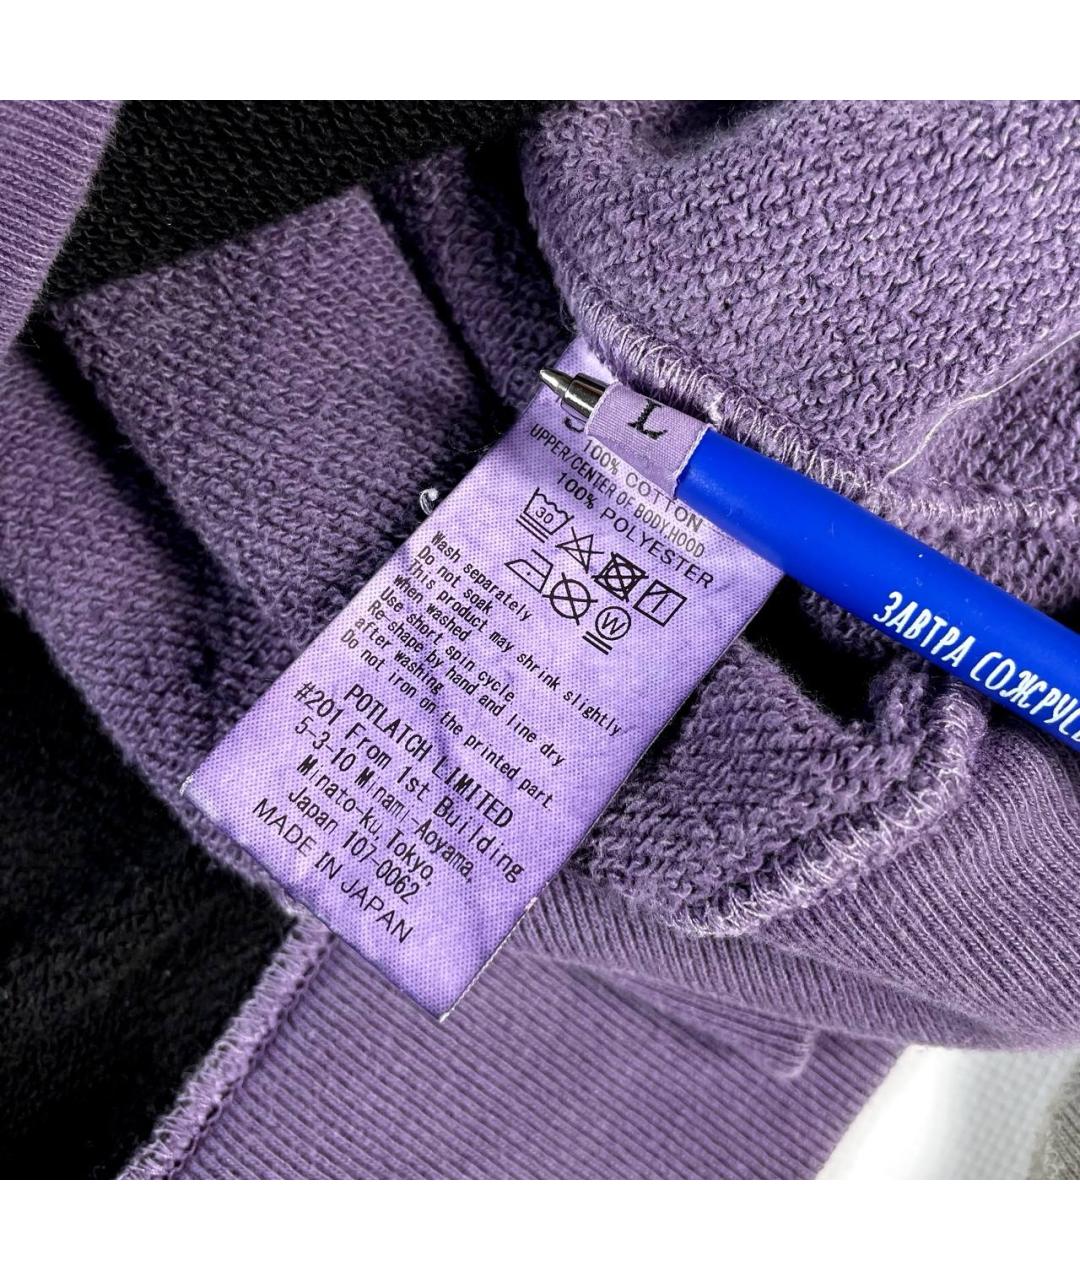 L
100% COTTON
UPPER/CENTER OF BODY,HOOD
100% POLYESTER
30
W
Wash separately
Do not soak
This product may shrink slightly
when washed
Use short spin cycle
Re-shape by hand and line dry
after washing
Do not iron on the printed part
POTLATCH LIMITED
#201 From 1st Building
5-3-10 Minami-Aoyama,
Minato-ku, Tokyo,
Japan 107-0062
MADE IN JAPAN
ЗАВТРА